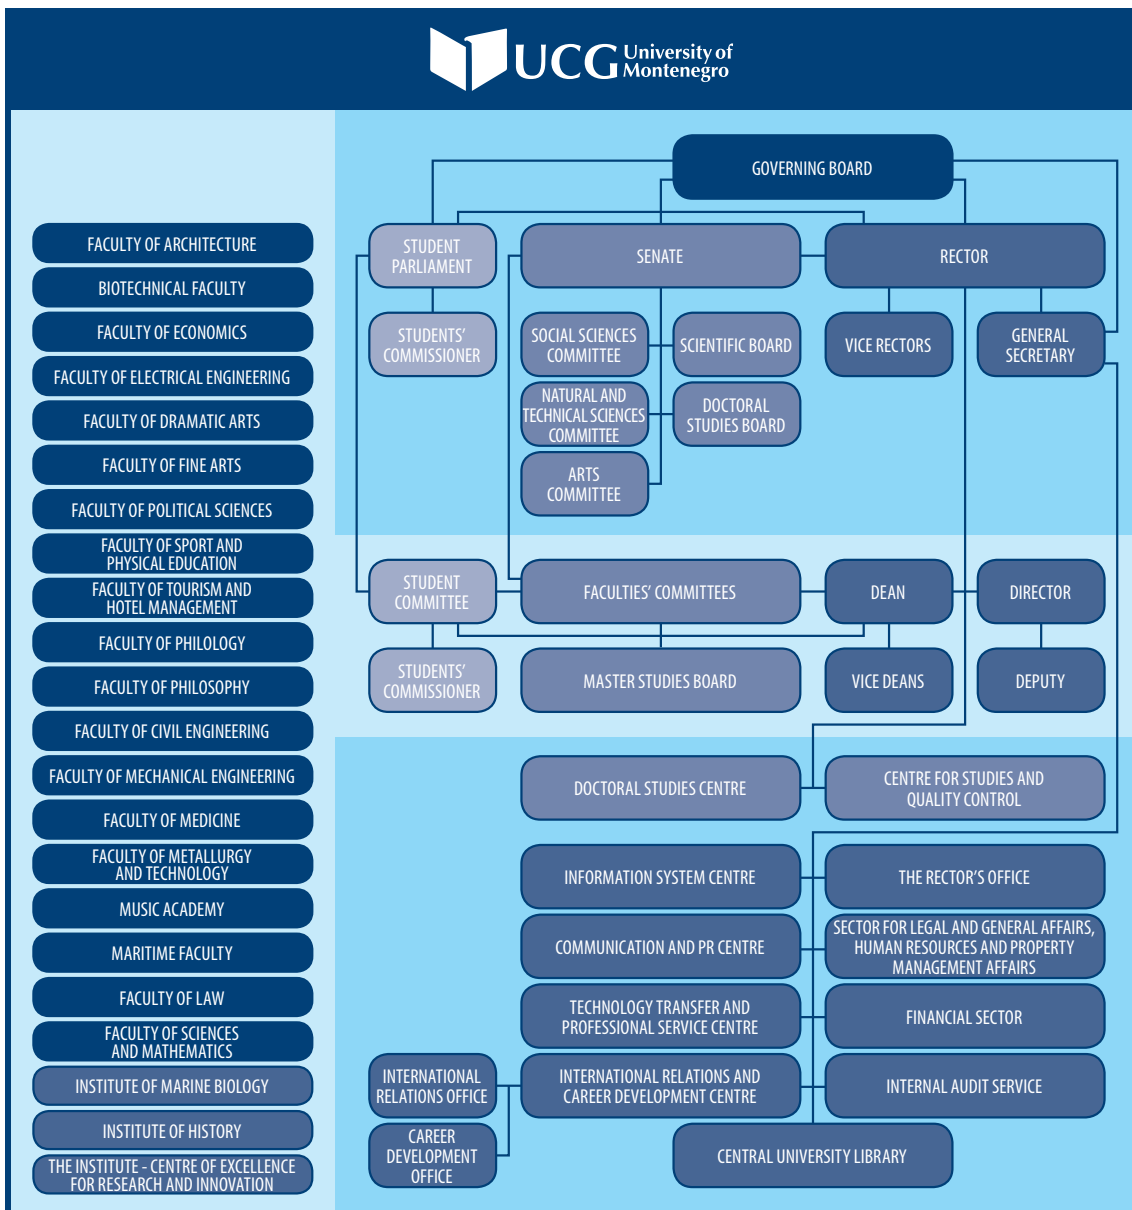 UCG University of
Montenegro
FACULTY OF ARCHITECTURE
BIOTECHNICAL FACULTY
FACULTY OF ECONOMICS
FACULTY OF ELECTRICAL ENGINEERING
FACULTY OF DRAMATIC ARTS
FACULTY OF FINE ARTS
FACULTY OF POLITICAL SCIENCES
FACULTY OF SPORT AND
PHYSICAL EDUCATION
FACULTY OF TOURISM AND
HOTEL MANAGEMENT
FACULTY OF PHILOLOGY
FACULTY OF PHILOSOPHY
FACULTY OF CIVIL ENGINEERING
FACULTY OF MECHANICAL ENGINEERING
FACULTY OF MEDICINE
FACULTY OF METALLURGY
AND TECHNOLOGY
MUSIC ACADEMY
MARITIME FACULTY
FACULTY OF LAW
FACULTY OF SCIENCES
AND MATHEMATICS
INSTITUTE OF MARINE BIOLOGY
INSTITUTE OF HISTORY
THE INSTITUTE - CENTRE OF EXCELLENCE
FOR RESEARCH AND INNOVATION
GOVERNING BOARD
STUDENT
PARLIAMENT
SENATE
RECTOR
STUDENTS'
COMMISSIONER
SOCIAL SCIENCES
COMMITTEE
SCIENTIFIC BOARD
VICE RECTORS
GENERAL
SECRETARY
NATURAL AND
TECHNICAL SCIENCES
COMMITTEE
DOCTORAL
STUDIES BOARD
ARTS
COMMITTEE
STUDENT
COMMITTEE
FACULTIES' COMMITTEES
DEAN
DIRECTOR
STUDENTS'
COMMISSIONER
MASTER STUDIES BOARD
VICE DEANS
DEPUTY
DOCTORAL STUDIES CENTRE
CENTRE FOR STUDIES AND
QUALITY CONTROL
INFORMATION SYSTEM CENTRE
THE RECTOR'S OFFICE
COMMUNICATION AND PR CENTRE
SECTOR FOR LEGAL AND GENERAL AFFAIRS,
HUMAN RESOURCES AND PROPERTY
MANAGEMENT AFFAIRS
TECHNOLOGY TRANSFER AND
PROFESSIONAL SERVICE CENTRE
FINANCIAL SECTOR
INTERNATIONAL
RELATIONS OFFICE
INTERNATIONAL RELATIONS AND
CAREER DEVELOPMENT CENTRE
INTERNAL AUDIT SERVICE
CAREER
DEVELOPMENT
OFFICE
CENTRAL UNIVERSITY LIBRARY